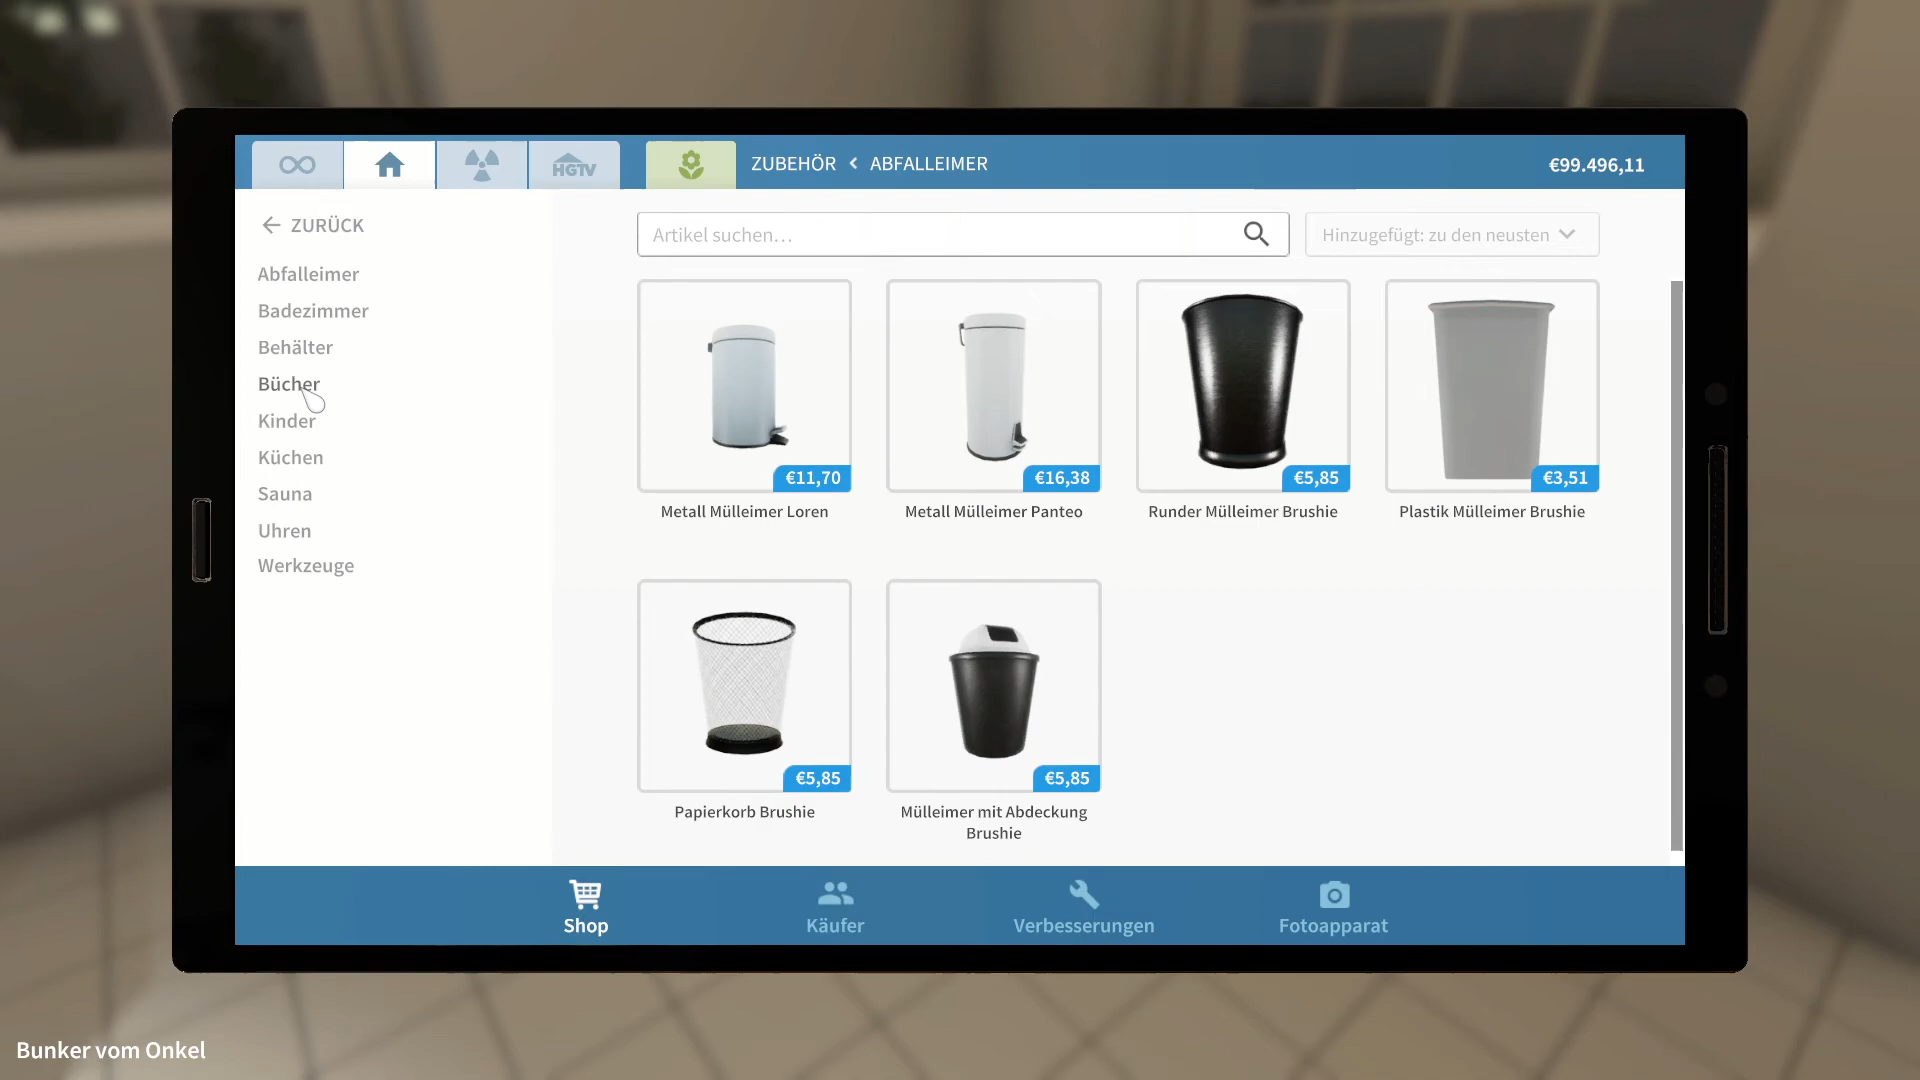 HGTV
ZUBEHÖR < ABFALLEIMER
€99.496,11
ZURÜCK
Abfalleimer
Badezimmer
Behälter
Bücher
Kinder
Küchen
Sauna
Uhren
Werkzeuge
Artikel suchen…
Hinzugefügt: zu den neusten
€11,70
€16,38
€5,85
€3,51
Metall Mülleimer Loren
Metall Mülleimer Panteo
Runder Mülleimer Brushie
Plastik Mülleimer Brushie
€5,85
€5,85
Papierkorb Brushie
Mülleimer mit Abdeckung
Brushie
Shop
Käufer
Verbesserungen
Fotoapparat
Bunker vom Onkel